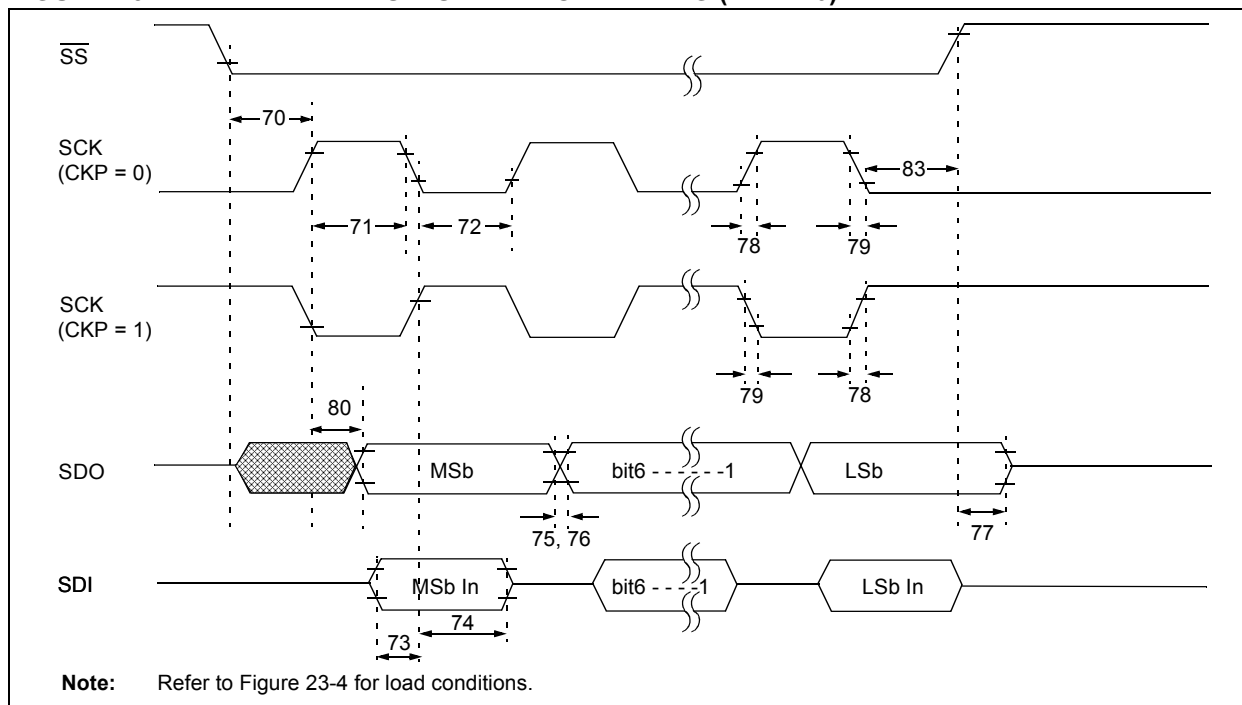 SS
70
SCK
(CKP = 0)
83
71
72
78
79
SCK
(CKP = 1)
79
78
80
SDO
MSb
bit6 - - - - - - -1
LSb
75, 76
77
SDI
MSb In
bit6 - - - -1
LSb In
74
73
Note: Refer to Figure 23-4 for load conditions.